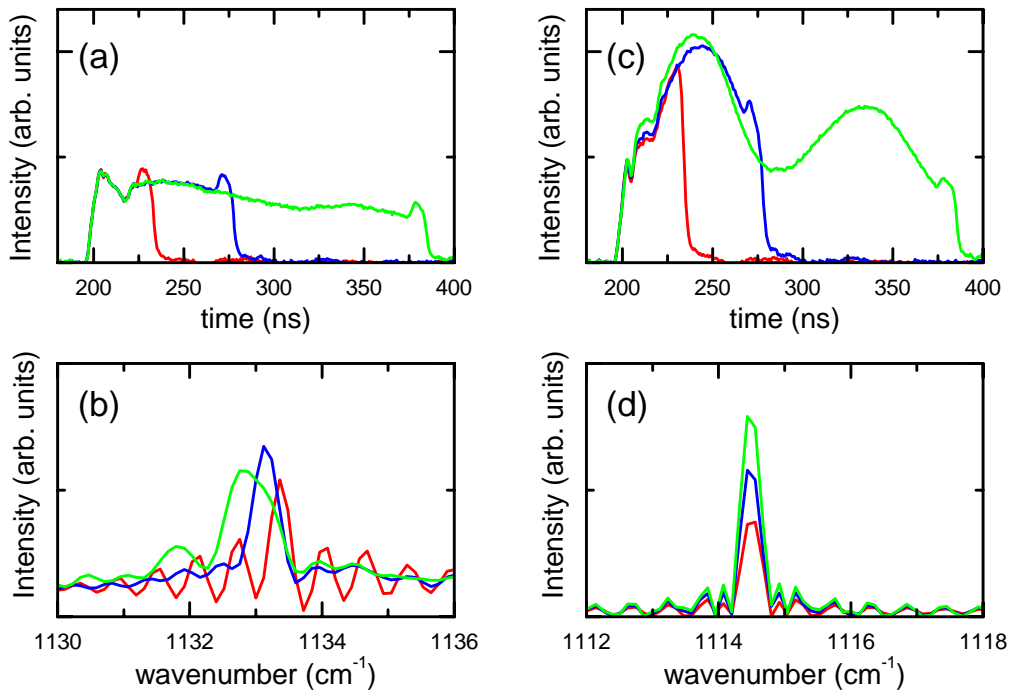 (a)
Intensity (arb. units)
200 250 300 350 400
time (ns)
(c)
Intensity (arb. units)
200 250 300 350 400
time (ns)
(b)
Intensity (arb. units)
1130 1132 1134 1136
wavenumber (cm⁻¹)
(d)
Intensity (arb. units)
1112 1114 1116 1118
wavenumber (cm⁻¹)